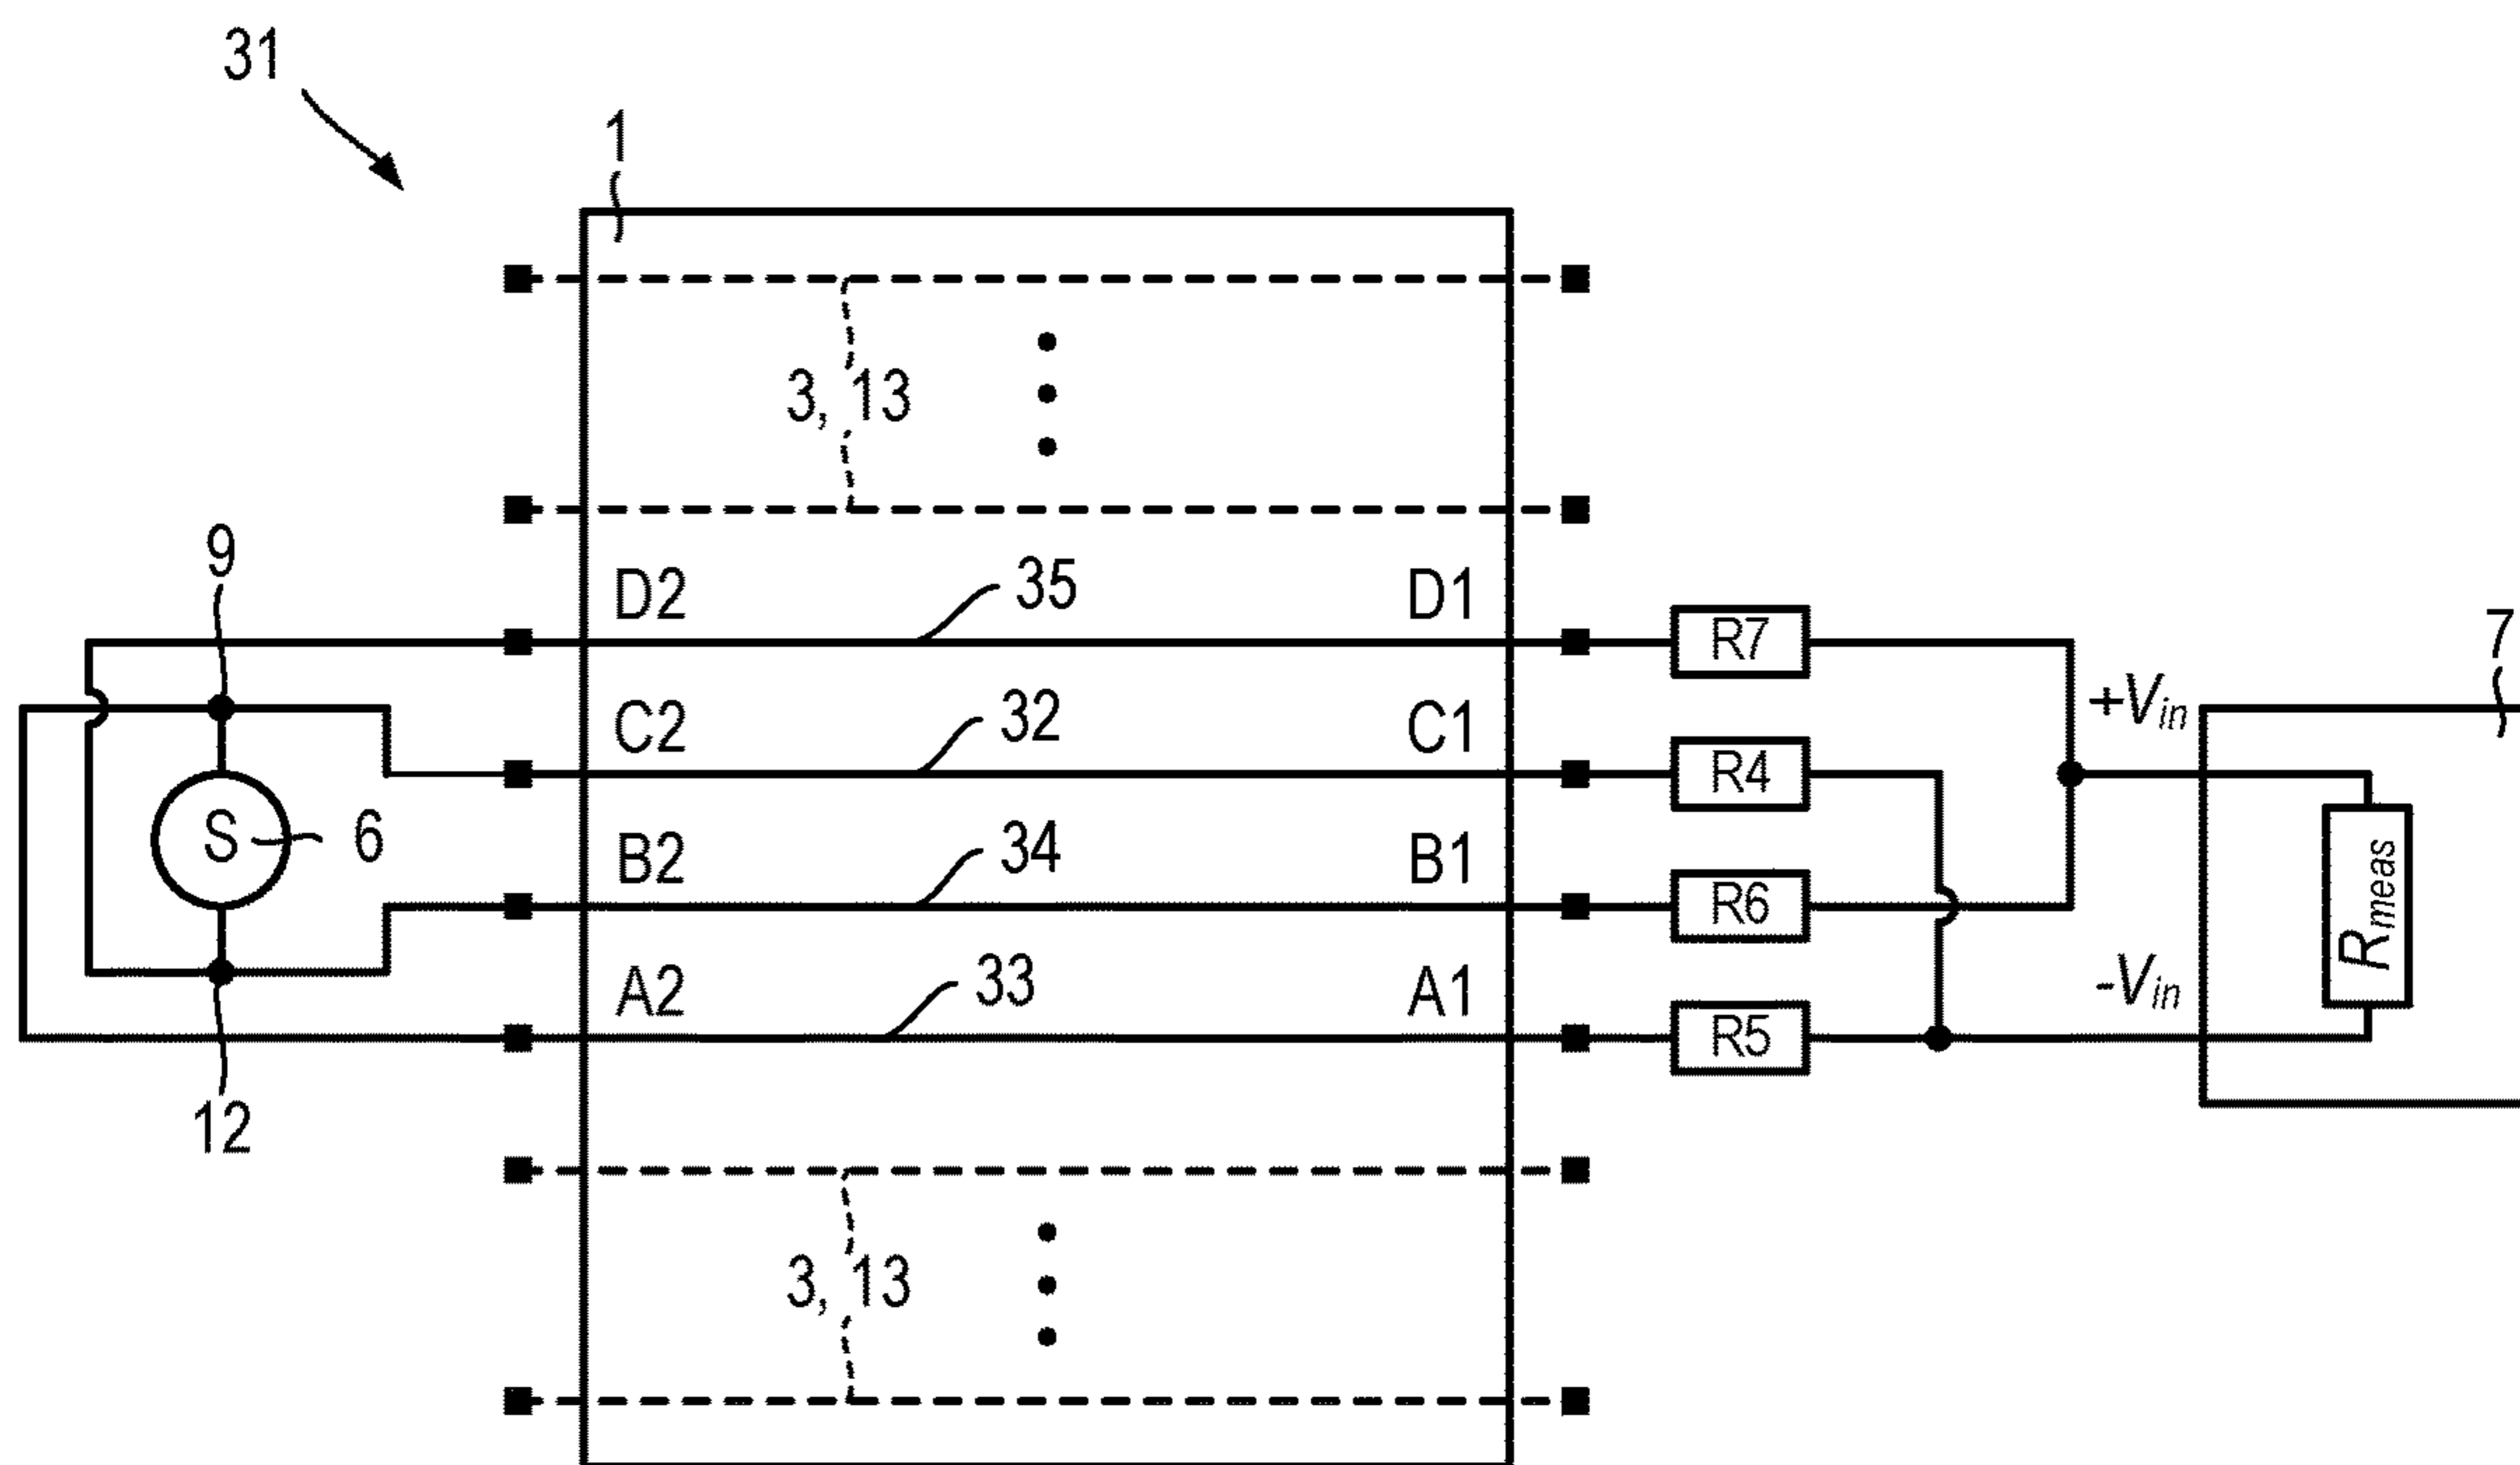 31
1
3, 13
9
D2
35
D1
R7
7
+Vin
C2
32
C1
R4
S
6
B2
34
B1
R6
Rmeas
-Vin
A2
33
A1
R5
12
3, 13